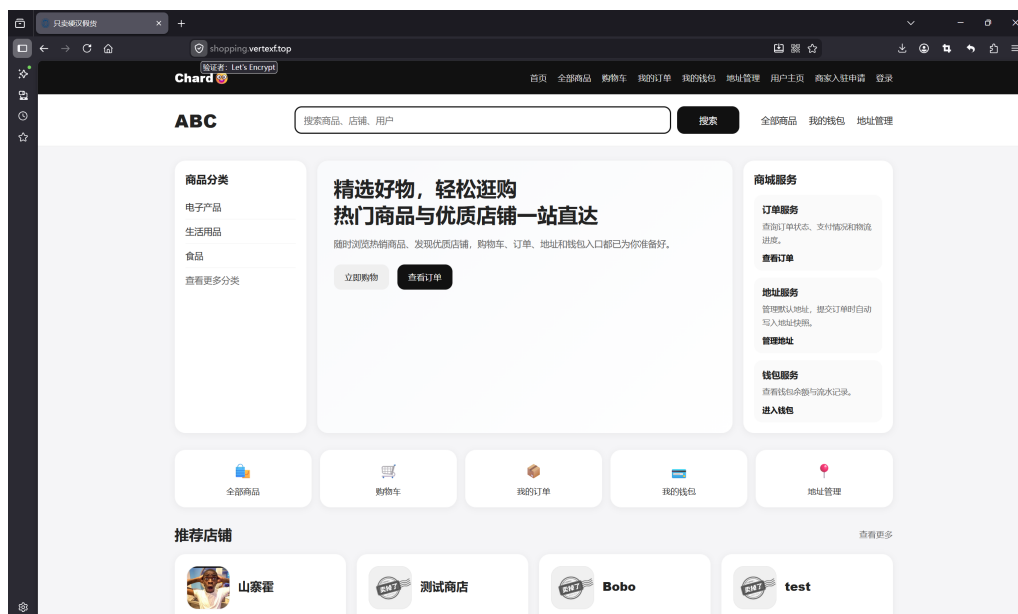 只卖硬汉假货
shopping.vertexf.top
验证者：Let's Encrypt
Chard
首页 全部商品 购物车 我的订单 我的钱包 地址管理 用户主页 商家入驻申请 登录
ABC
搜索商品、店铺、用户
搜索
全部商品 我的钱包 地址管理
商品分类
电子产品
生活用品
食品
查看更多分类
精选好物，轻松逛购
热门商品与优质店铺一站直达
随时浏览热销商品、发现优质店铺，购物车、订单、地址和钱包入口都已为你准备好。
立即购物
查看订单
商城服务
订单服务
查询订单状态、支付情况和物流
进度。
查看订单
地址服务
管理默认地址，提交订单时自动
写入地址快照。
管理地址
钱包服务
查看钱包余额与流水记录。
进入钱包
全部商品
购物车
我的订单
我的钱包
地址管理
推荐店铺
查看更多
山寨霍
卖掉了
测试商店
卖掉了
Bobo
卖掉了
test